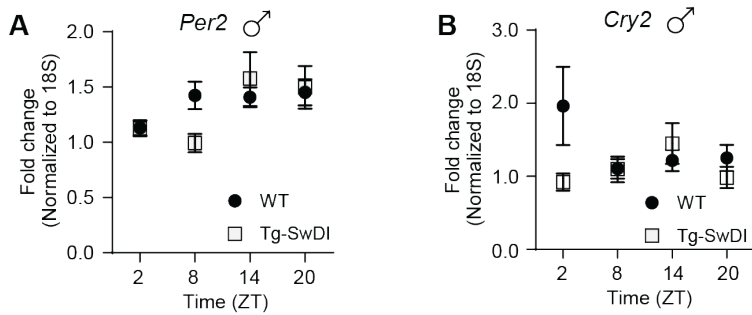 A
Per2 ♂
Fold change
(Normalized to 18S)
2.0
1.5
1.0
0.5
0.0
WT
Tg-SwDI
2 8 14 20
Time (ZT)
B
Cry2 ♂
Fold change
(Normalized to 18S)
3.0
2.0
1.0
0.0
WT
Tg-SwDI
2 8 14 20
Time (ZT)